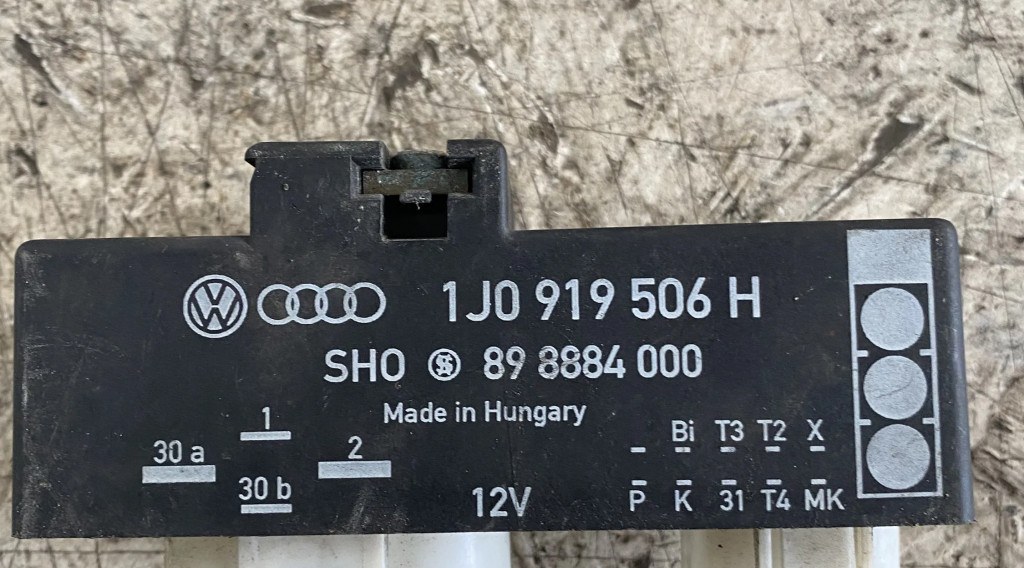 1J0 919 506 H
SHO 89 8884 000
Made in Hungary
1
30 a
2
30 b
12V
– Bi T3 T2 X
P K 31 T4 MK